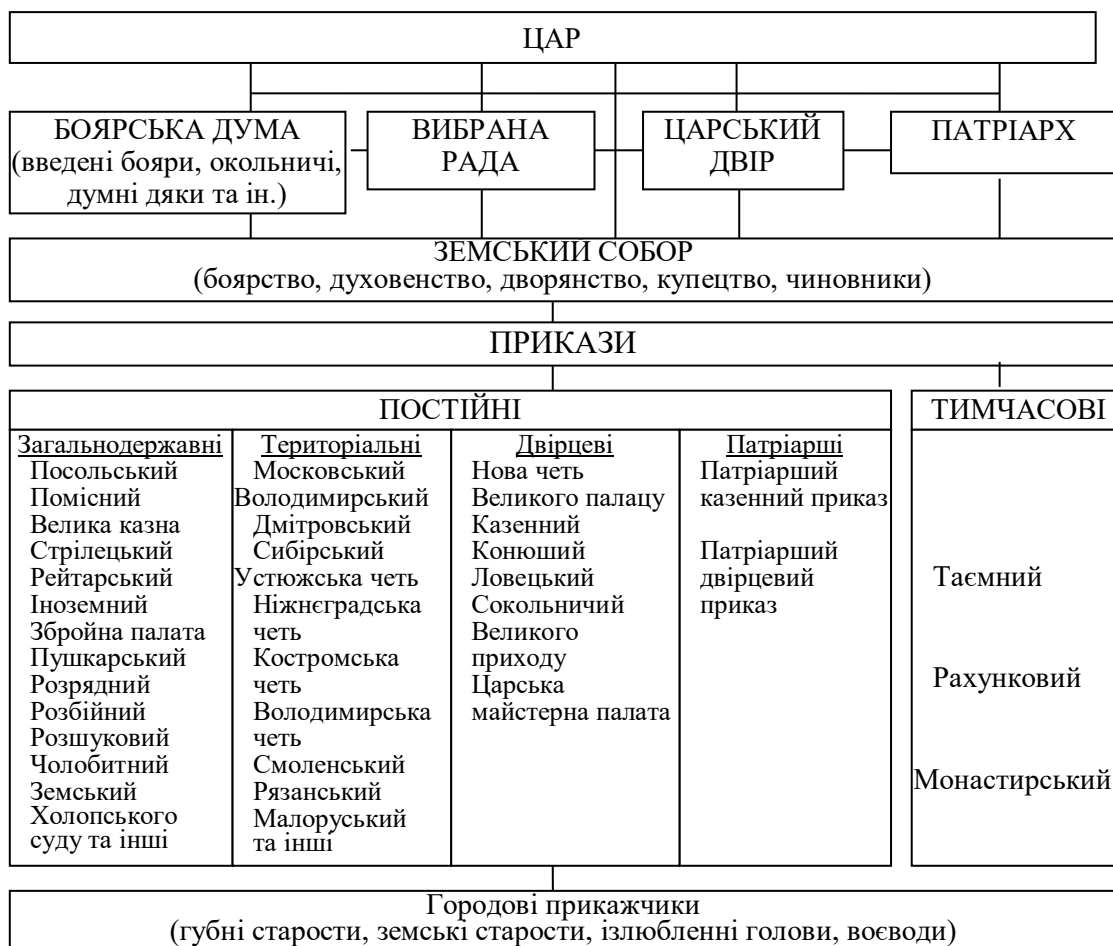 ЦАР
БОЯРСЬКА ДУМА
(введені бояри, окольничі,
думні дяки та ін.)
ВИБРАНА
РАДА
ЦАРСЬКИЙ
ДВІР
ПАТРІАРХ
ЗЕМСЬКИЙ СОБОР
(боярство, духовенство, дворянство, купецтво, чиновники)
ПРИКАЗИ
ПОСТІЙНІ
Загальнодержавні
Посольський
Помісний
Велика казна
Стрілецький
Рейтарський
Іноземний
Збройна палата
Пушкарський
Розрядний
Розбійний
Розшуковий
Чолобитний
Земський
Холопського
суду та інші
Територіальні
Московський
Володимирський
Дмітровський
Сибірський
Устюжська четь
Ніжнєградська
четь
Костромська
четь
Володимирська
четь
Смоленський
Рязанський
Малоруський
та інші
Двірцеві
Нова четь
Великого палацу
Казенний
Конюший
Ловецький
Сокольничий
Великого
приходу
Царська
майстерна палата
Патріарші
Патріарший
казенний приказ
Патріарший
двірцевий
приказ
ТИМЧАСОВІ
Таємний
Рахунковий
Монастирський
Городові прикажчики
(губні старости, земські старости, ізлюбленні голови, воєводи)